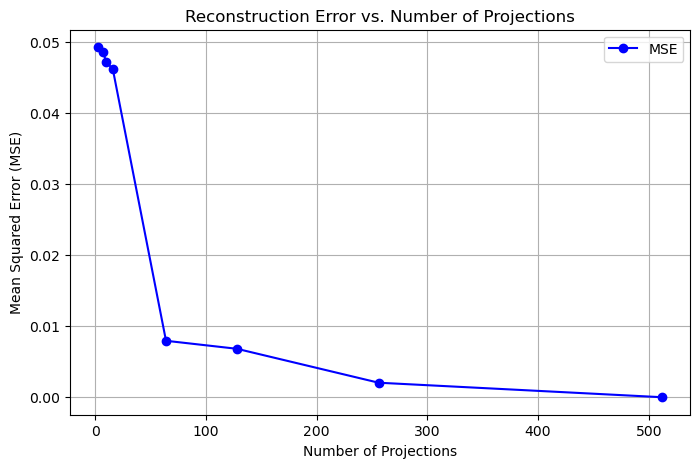 Reconstruction Error vs. Number of Projections
MSE
0.05
0.04
0.03
0.02
0.01
0.00
Mean Squared Error (MSE)
0 100 200 300 400 500
Number of Projections